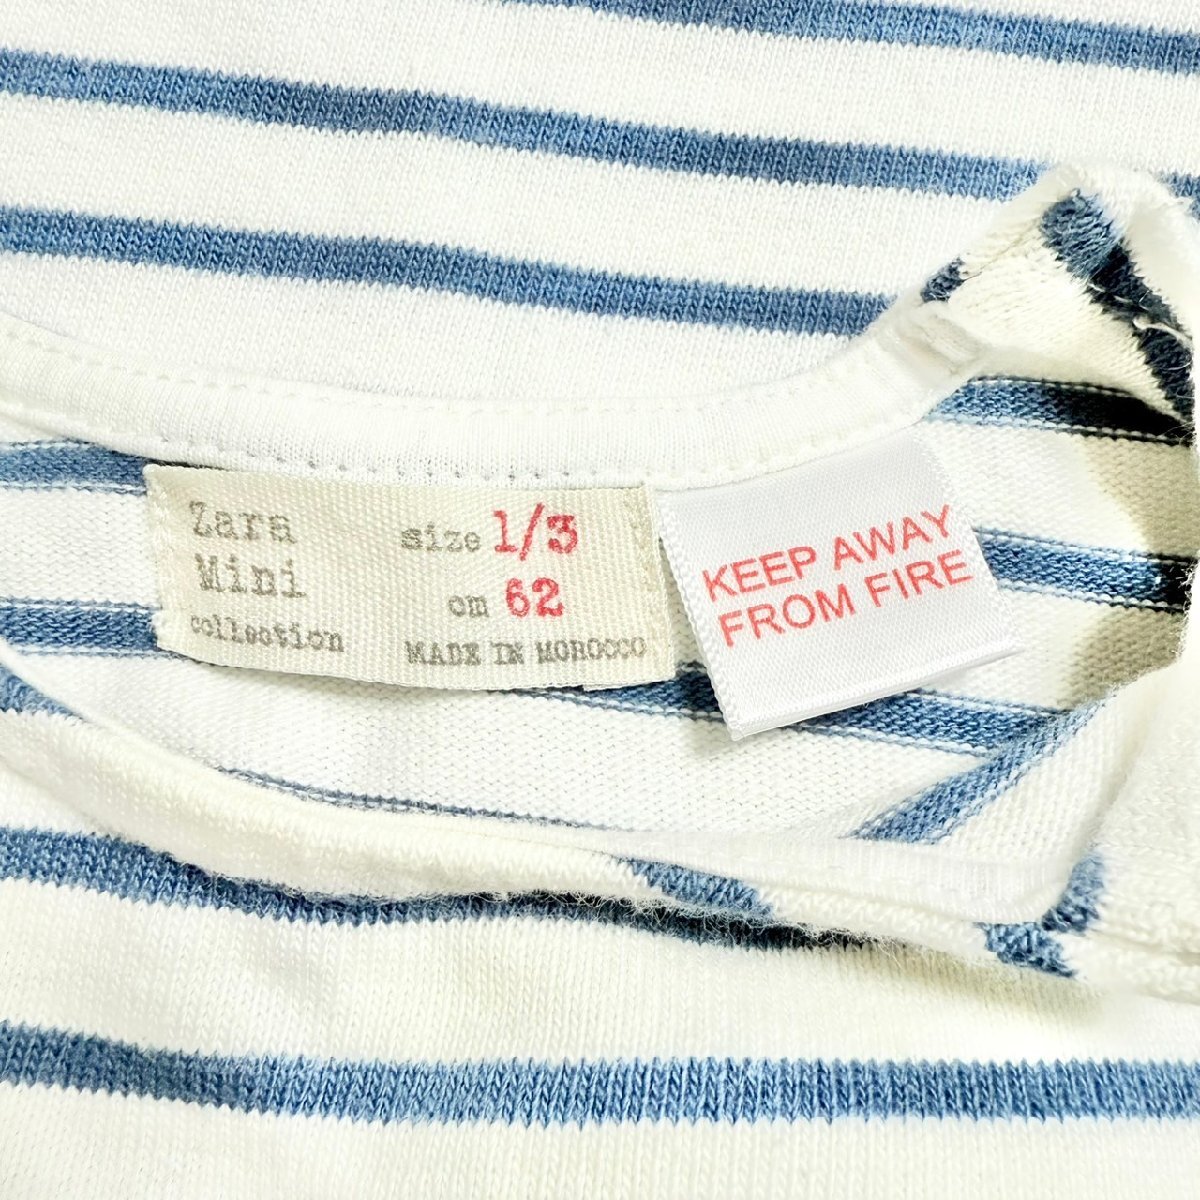 Zara
Mini
collection
size 1/3
cm 62
MADE IN MOROCCO
KEEP AWAY
FROM FIRE